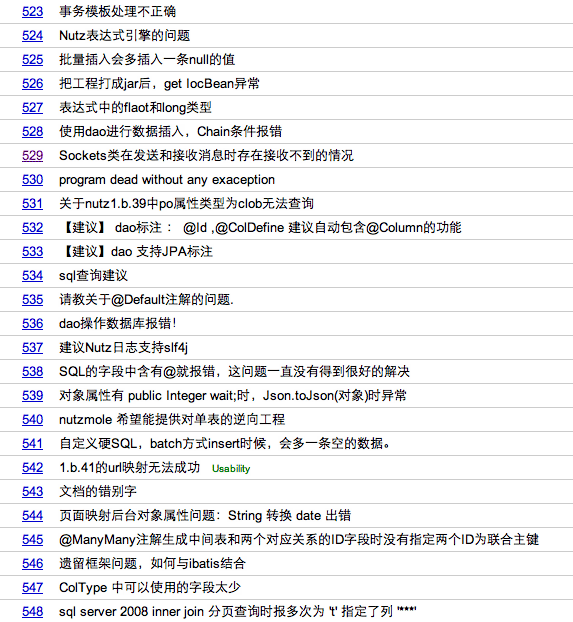 523 事务模板处理不正确
524 Nutz表达式引擎的问题
525 批量插入会多插入一条null的值
526 把工程打成jar后，get IocBean异常
527 表达式中的flaot和long类型
528 使用dao进行数据插入，Chain条件报错
529 Sockets类在发送和接收消息时存在接收不到的情况
530 program dead without any exaception
531 关于nutz1.b.39中po属性类型为clob无法查询
532 【建议】 dao标注： @Id ,@ColDefine 建议自动包含@Column的功能
533 【建议】dao 支持JPA标注
534 sql查询建议
535 请教关于@Default注解的问题.
536 dao操作数据库报错！
537 建议Nutz日志支持slf4j
538 SQL的字段中含有@就报错，这问题一直没有得到很好的解决
539 对象属性有 public Integer wait;时，Json.toJson(对象)时异常
540 nutzmole 希望能提供对单表的逆向工程
541 自定义硬SQL，batch方式insert时候，会多一条空的数据。
542 1.b.41的url映射无法成功 Usability
543 文档的错别字
544 页面映射后台对象属性问题：String 转换 date 出错
545 @ManyMany注解生成中间表和两个对应关系的ID字段时没有指定两个ID为联合主键
546 遗留框架问题，如何与ibatis结合
547 ColType 中可以使用的字段太少
548 sql server 2008 inner join 分页查询时报多次为 't' 指定了列 '***'